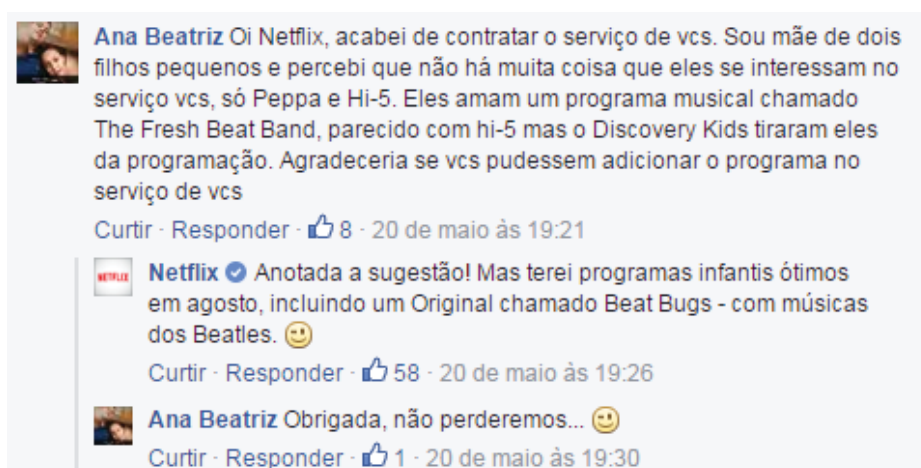 Ana Beatriz Oi Netflix, acabei de contratar o serviço de vcs. Sou mãe de dois
filhos pequenos e percebi que não há muita coisa que eles se interessam no
serviço vcs, só Peppa e Hi-5. Eles amam um programa musical chamado
The Fresh Beat Band, parecido com hi-5 mas o Discovery Kids tiraram eles
da programação. Agradeceria se vcs pudessem adicionar o programa no
serviço de vcs
Curtir · Responder · 8 · 20 de maio às 19:21
NETFLIX
Netflix Anotada a sugestão! Mas terei programas infantis ótimos
em agosto, incluindo um Original chamado Beat Bugs - com músicas
dos Beatles.
Curtir · Responder · 58 · 20 de maio às 19:26
Ana Beatriz Obrigada, não perderemos...
Curtir · Responder · 1 · 20 de maio às 19:30